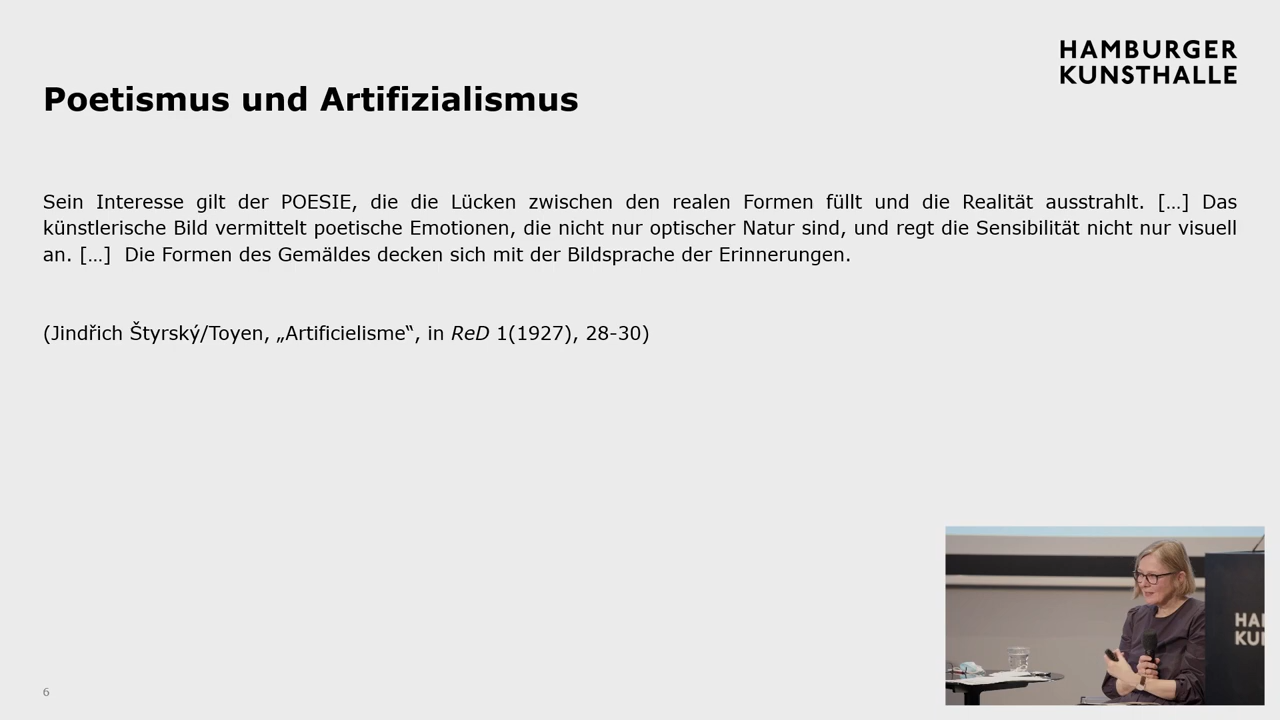 HAMBURGER
KUNSTHALLE
Poetismus und Artifizialismus
Sein Interesse gilt der POESIE, die die Lücken zwischen den realen Formen füllt und die Realität ausstrahlt. […] Das
künstlerische Bild vermittelt poetische Emotionen, die nicht nur optischer Natur sind, und regt die Sensibilität nicht nur visuell
an. […]  Die Formen des Gemäldes decken sich mit der Bildsprache der Erinnerungen.
(Jindřich Štyrský/Toyen, „Artificielisme“, in ReD 1(1927), 28-30)
HA
KU
6